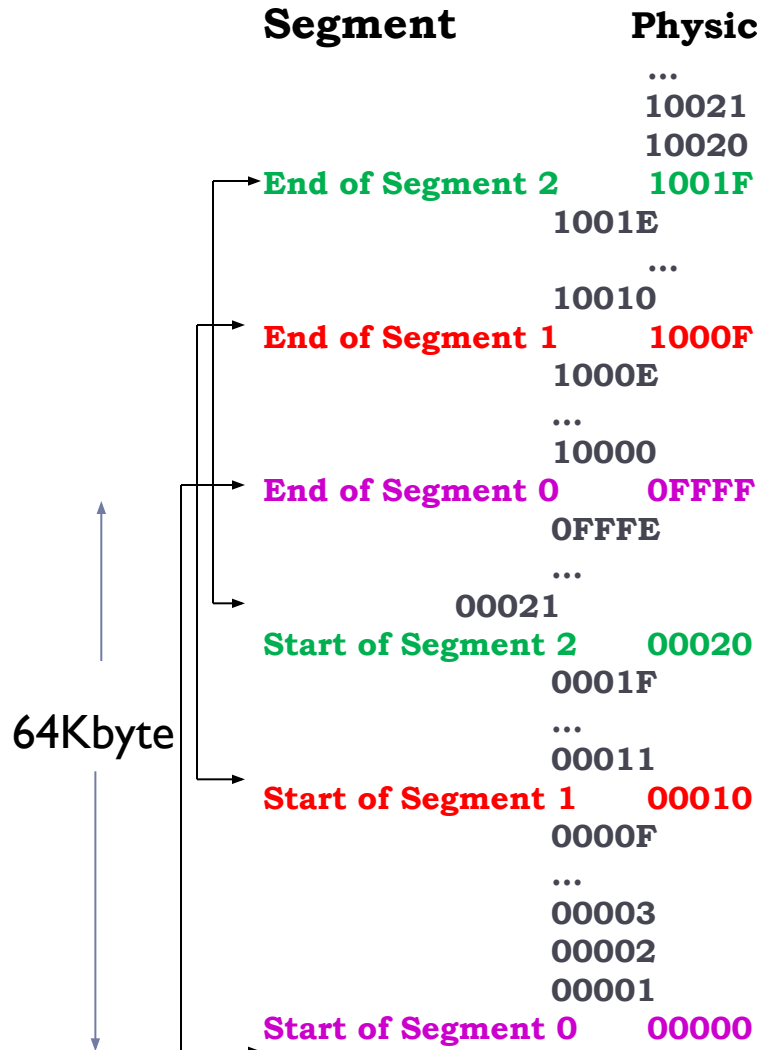 Segment Physic
...
10021
10020
End of Segment 2 1001F
1001E
...
10010
End of Segment 1 1000F
1000E
...
10000
End of Segment 0 0FFFF
0FFFE
...
00021
Start of Segment 2 00020
0001F
...
64Kbyte
00011
Start of Segment 1 00010
0000F
...
00003
00002
00001
Start of Segment 0 00000